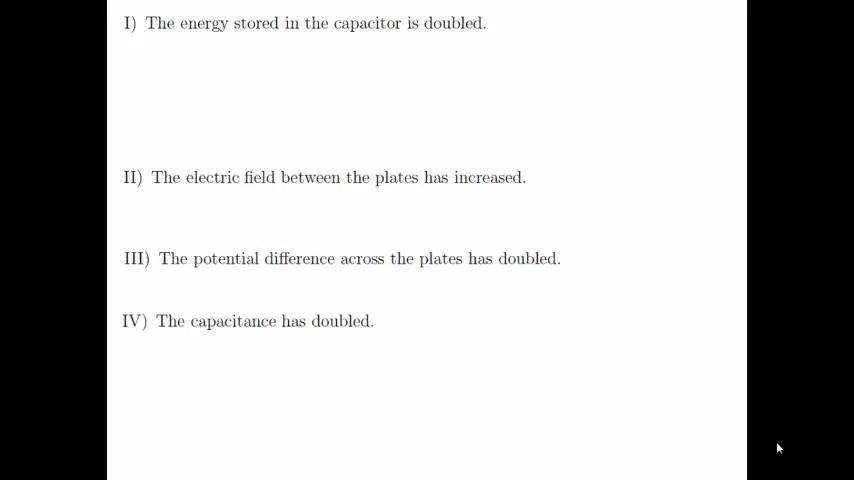 I) The energy stored in the capacitor is doubled.
II) The electric field between the plates has increased.
III) The potential difference across the plates has doubled.
IV) The capacitance has doubled.